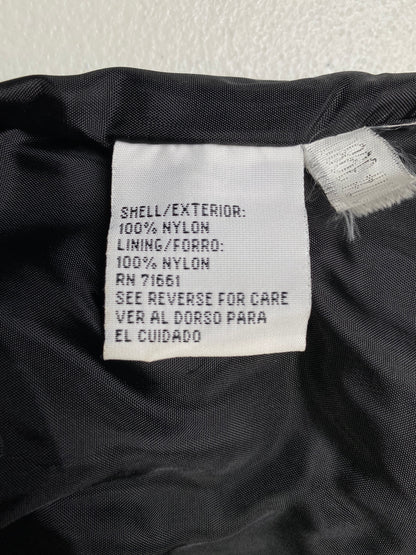 SHELL/EXTERIOR:
100% NYLON
LINING/FORRO:
100% NYLON
RN 71661
SEE REVERSE FOR CARE
VER AL DORSO PARA
EL CUIDADO